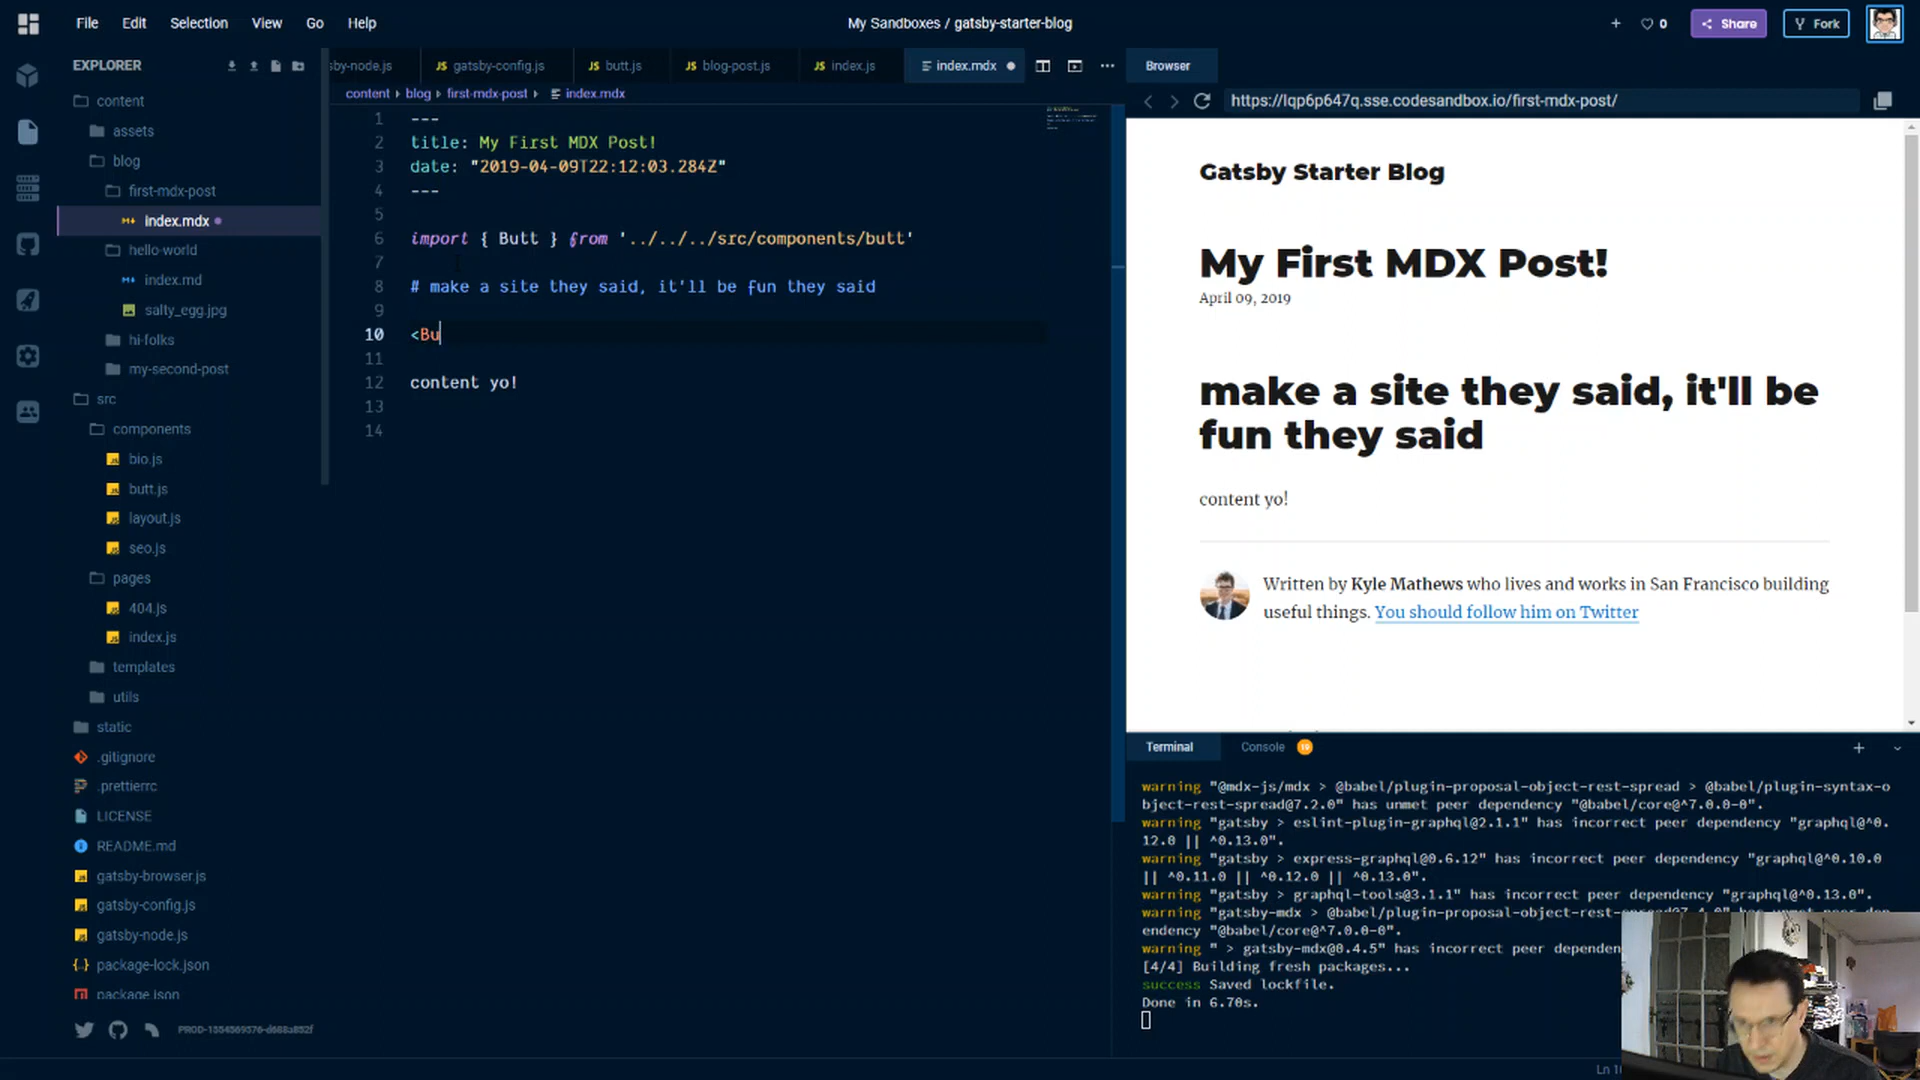 File Edit Selection View Go Help
My Sandboxes / gatsby-starter-blog
+ 0 Share Fork
EXPLORER
content
assets
blog
first-mdx-post
index.mdx
hello-world
index.md
salty_egg.jpg
hi-folks
my-second-post
src
components
bio.js
butt.js
layout.js
seo.js
pages
404.js
index.js
templates
utils
static
.gitignore
.prettierrc
LICENSE
README.md
gatsby-browser.js
gatsby-config.js
gatsby-node.js
package-lock.json
package.json
sby-node.js gatsby-config.js butt.js blog-post.js index.js index.mdx
content blog first-mdx-post index.mdx
1 ---
2 title: My First MDX Post!
3 date: "2019-04-09T22:12:03.284Z"
4 ---
5
6 import { Butt } from '../../../src/components/butt'
7
8 # make a site they said, it'll be fun they said
9
10 <Bu
11
12 content yo!
13
14
Browser
https://lqp6p647q.sse.codesandbox.io/first-mdx-post/
Gatsby Starter Blog
My First MDX Post!
April 09, 2019
make a site they said, it'll be
fun they said
content yo!
Written by Kyle Mathews who lives and works in San Francisco building
useful things. You should follow him on Twitter
Terminal Console 19
warning "@mdx-js/mdx > @babel/plugin-proposal-object-rest-spread > @babel/plugin-syntax-o
bject-rest-spread@7.2.0" has unmet peer dependency "@babel/core@^7.0.0-0".
warning "gatsby > eslint-plugin-graphql@2.1.1" has incorrect peer dependency "graphql@^0.
12.0 || ^0.13.0".
warning "gatsby > express-graphql@0.6.12" has incorrect peer dependency "graphql@^0.10.0
|| ^0.11.0 || ^0.12.0 || ^0.13.0".
warning "gatsby > graphql-tools@3.1.1" has incorrect peer dependency "graphql@^0.13.0".
warning "gatsby-mdx > @babel/plugin-proposal-object-rest-
endency "@babel/core@^7.0.0-0".
warning " > gatsby-mdx@0.4.5" has incorrect peer dependen
[4/4] Building fresh packages...
success Saved lockfile.
Done in 6.70s.